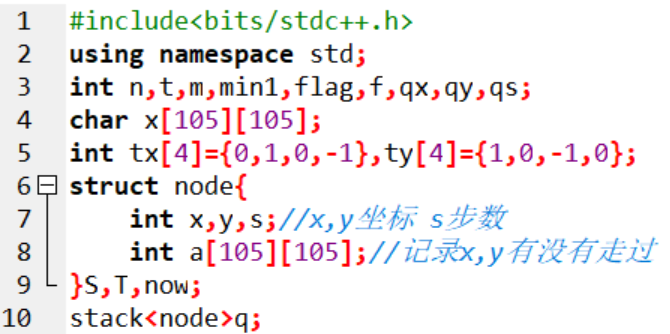 1 #include<bits/stdc++.h>
2 using namespace std;
3 int n,t,m,min1,flag,f,qx,qy,qs;
4 char x[105][105];
5 int tx[4]={0,1,0,-1},ty[4]={1,0,-1,0};
6 struct node{
7 int x,y,s;//x,y坐标 s步数
8 int a[105][105];//记录x,y有没有走过
9 }S,T,now;
10 stack<node>q;